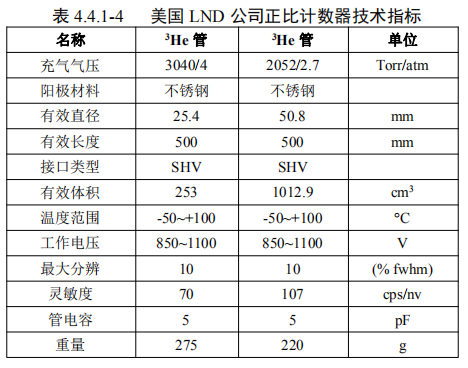 表 4.4.1-4 美国 LND 公司正比计数器技术指标
名称 ³He 管 ³He 管 单位
充气气压 3040/4 2052/2.7 Torr/atm
阳极材料 不锈钢 不锈钢
有效直径 25.4 50.8 mm
有效长度 500 500 mm
接口类型 SHV SHV
有效体积 253 1012.9 cm³
温度范围 -50~+100 -50~+100 °C
工作电压 850~1100 850~1100 V
最大分辨 10 10 (% fwhm)
灵敏度 70 107 cps/nv
管电容 5 5 pF
重量 275 220 g